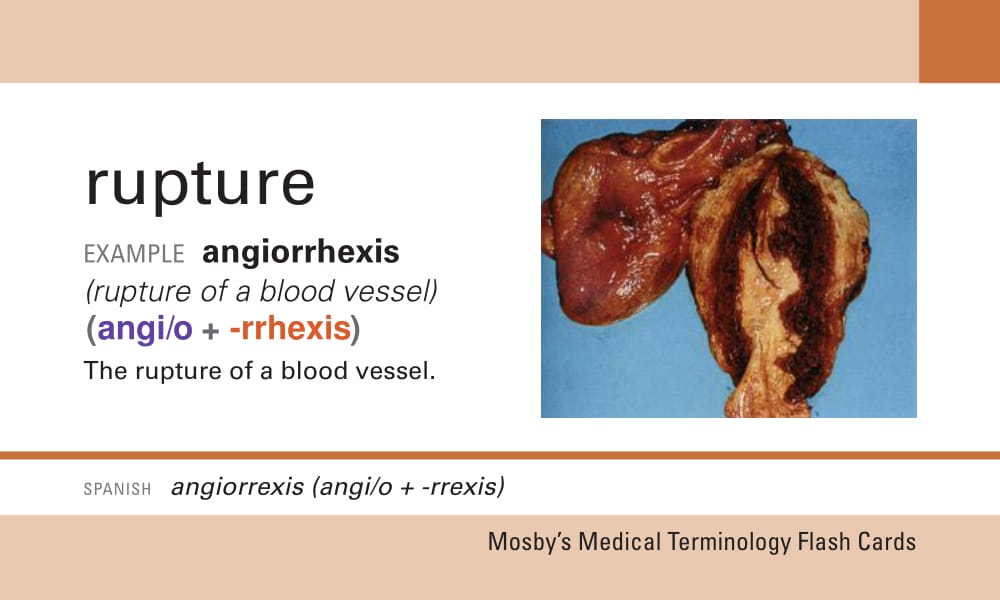 rupture
EXAMPLE angiorrhexis
(rupture of a blood vessel)
(angi/o + -rrhexis)
The rupture of a blood vessel.
SPANISH angiorrexis (angi/o + -rrexis)
Mosby's Medical Terminology Flash Cards